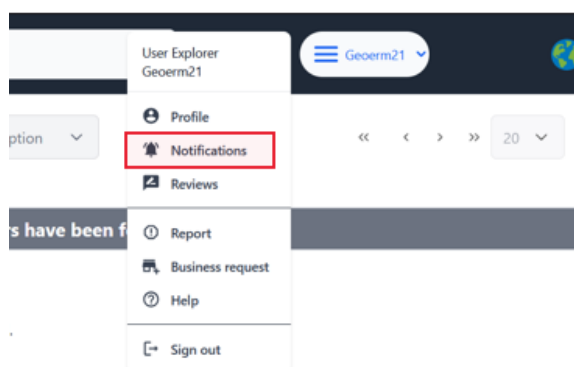 User Explorer
Geoerm21
Geoerm21
Profile
ption
Notifications
« ‹ › » 20
Reviews
s have been f
Report
Business request
Help
Sign out